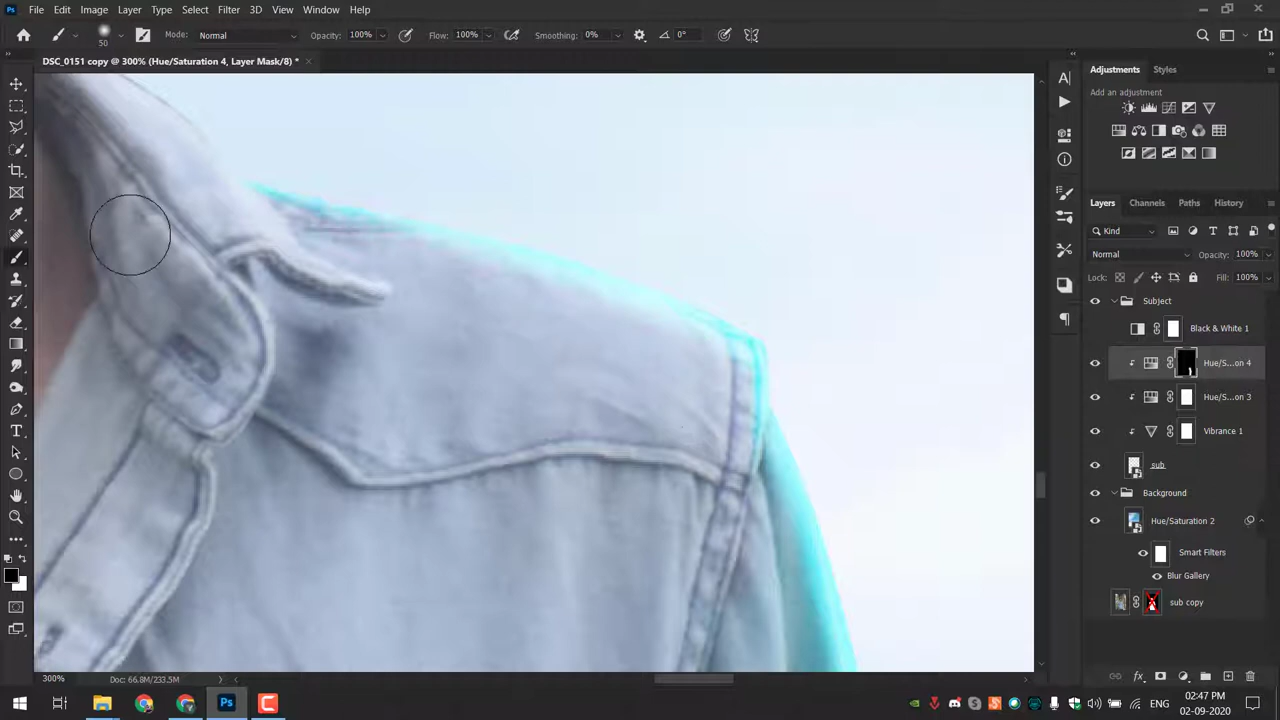 Ps File Edit Image Layer Type Select Filter 3D View Window Help
50 Mode: Normal Opacity: 100% Flow: 100% Smoothing: 0% 0°
DSC_0151 copy @ 300% (Hue/Saturation 4, Layer Mask/8) *
Adjustments Styles
Add an adjustment
Layers Channels Paths History
Kind
Normal Opacity: 100%
Lock: Fill: 100%
Subject
Black & White 1
Hue/S...on 4
Hue/S...on 3
Vibrance 1
sub
Background
Hue/Saturation 2
Smart Filters
Blur Gallery
sub copy
300% Doc: 66.8M/233.5M
Ps ENG 02:47 PM
02-09-2020